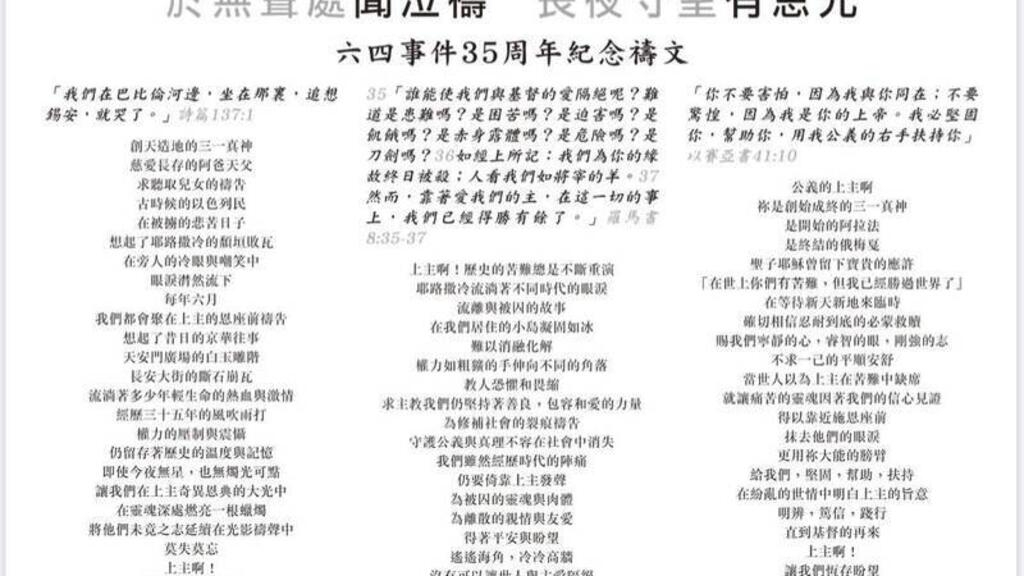 於無聲處聞泣禱 長夜守望有恩光
六四事件35周年紀念禱文
「我們在巴比倫河邊，坐在那裏，追想
錫安，就哭了。」詩篇137:1
創天造地的三一真神
慈愛長存的阿爸天父
求聽取兒女的禱告
古時候的以色列民
在被擄的悲苦日子
想起了耶路撒冷的頹垣敗瓦
在旁人的冷眼與嘲笑中
眼淚潸然流下
每年六月
我們都會聚在上主的恩座前禱告
想起了昔日的京華往事
天安門廣場的白玉雕階
長安大街的斷石崩瓦
流淌著多少年輕生命的熱血與激情
經歷三十五年的風吹雨打
權力的壓制與震懾
仍留存著歷史的溫度與記憶
即使今夜無星，也無燭光可點
讓我們在上主奇異恩典的大光中
在靈魂深處燃亮一根蠟燭
將他們未竟之志延續在光影禱聲中
莫失莫忘
上主啊！
35「誰能使我們與基督的愛隔絕呢？難
道是患難嗎？是困苦嗎？是迫害嗎？是
飢餓嗎？是赤身露體嗎？是危險嗎？是
刀劍嗎？36如經上所記：我們為你的緣
故終日被殺；人看我們如將宰的羊。37
然而，靠著愛我們的主，在這一切的事
上，我們已經得勝有餘了。」羅馬書
8:35-37
上主啊！歷史的苦難總是不斷重演
耶路撒冷流淌著不同時代的眼淚
流離與被囚的故事
在我們居住的小島凝固如冰
難以消融化解
權力如粗獷的手伸向不同的角落
教人恐懼和畏縮
求主教我們仍堅持著善良，包容和愛的力量
為修補社會的裂痕禱告
守護公義與真理不容在社會中消失
我們雖然經歷時代的陣痛
仍要倚靠上主發聲
為被囚的靈魂與肉體
為離散的親情與友愛
得著平安與盼望
遙遙海角，冷冷高牆
沒有可以讓世人與主愛隔絕
「你不要害怕，因為我與你同在；不要
驚惶，因為我是你的上帝。我必堅固
你，幫助你，用我公義的右手扶持你」
以賽亞書41:10
公義的上主啊
祢是創始成終的三一真神
是開始的阿拉法
是終結的俄梅戛
聖子耶穌曾留下寶貴的應許
「在世上你們有苦難，但我已經勝過世界了」
在等待新天新地來臨時
確切相信忍耐到底的必蒙救贖
賜我們寧靜的心，睿智的眼，剛強的志
不求一己的平順安舒
當世人以為上主在苦難中缺席
就讓痛苦的靈魂因著我們的信心見證
得以靠近施恩座前
抹去他們的眼淚
更用祢大能的膀臂
給我們，堅固，幫助，扶持
在紛亂的世情中明白上主的旨意
明辨，篤信，踐行
直到基督的再來
上主啊！
讓我們恆存盼望